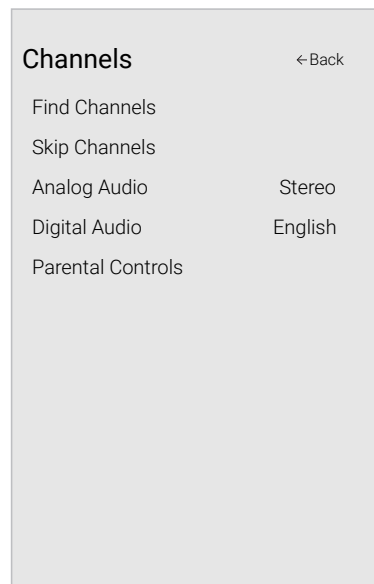 Channels ←Back
Find Channels
Skip Channels
Analog Audio Stereo
Digital Audio English
Parental Controls